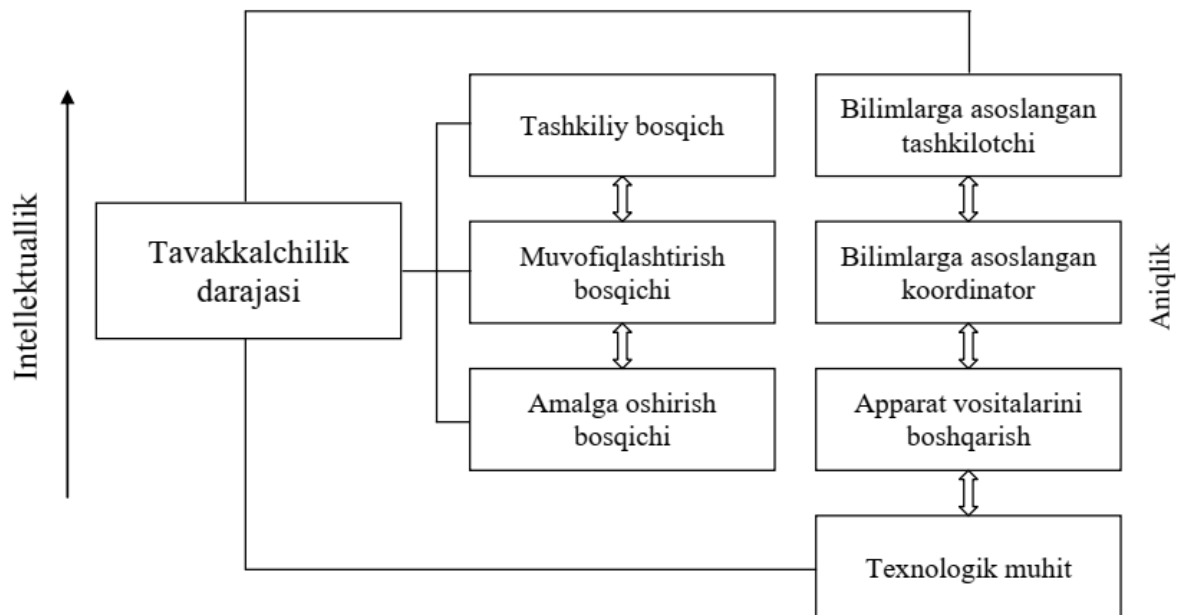 Intellektuallik
Tavakkalchilik
darajasi
Tashkiliy bosqich
Muvofiqlashtirish
bosqichi
Amalga oshirish
bosqichi
Bilimlarga asoslangan
tashkilotchi
Bilimlarga asoslangan
koordinator
Apparat vositalarini
boshqarish
Texnologik muhit
Aniqlik